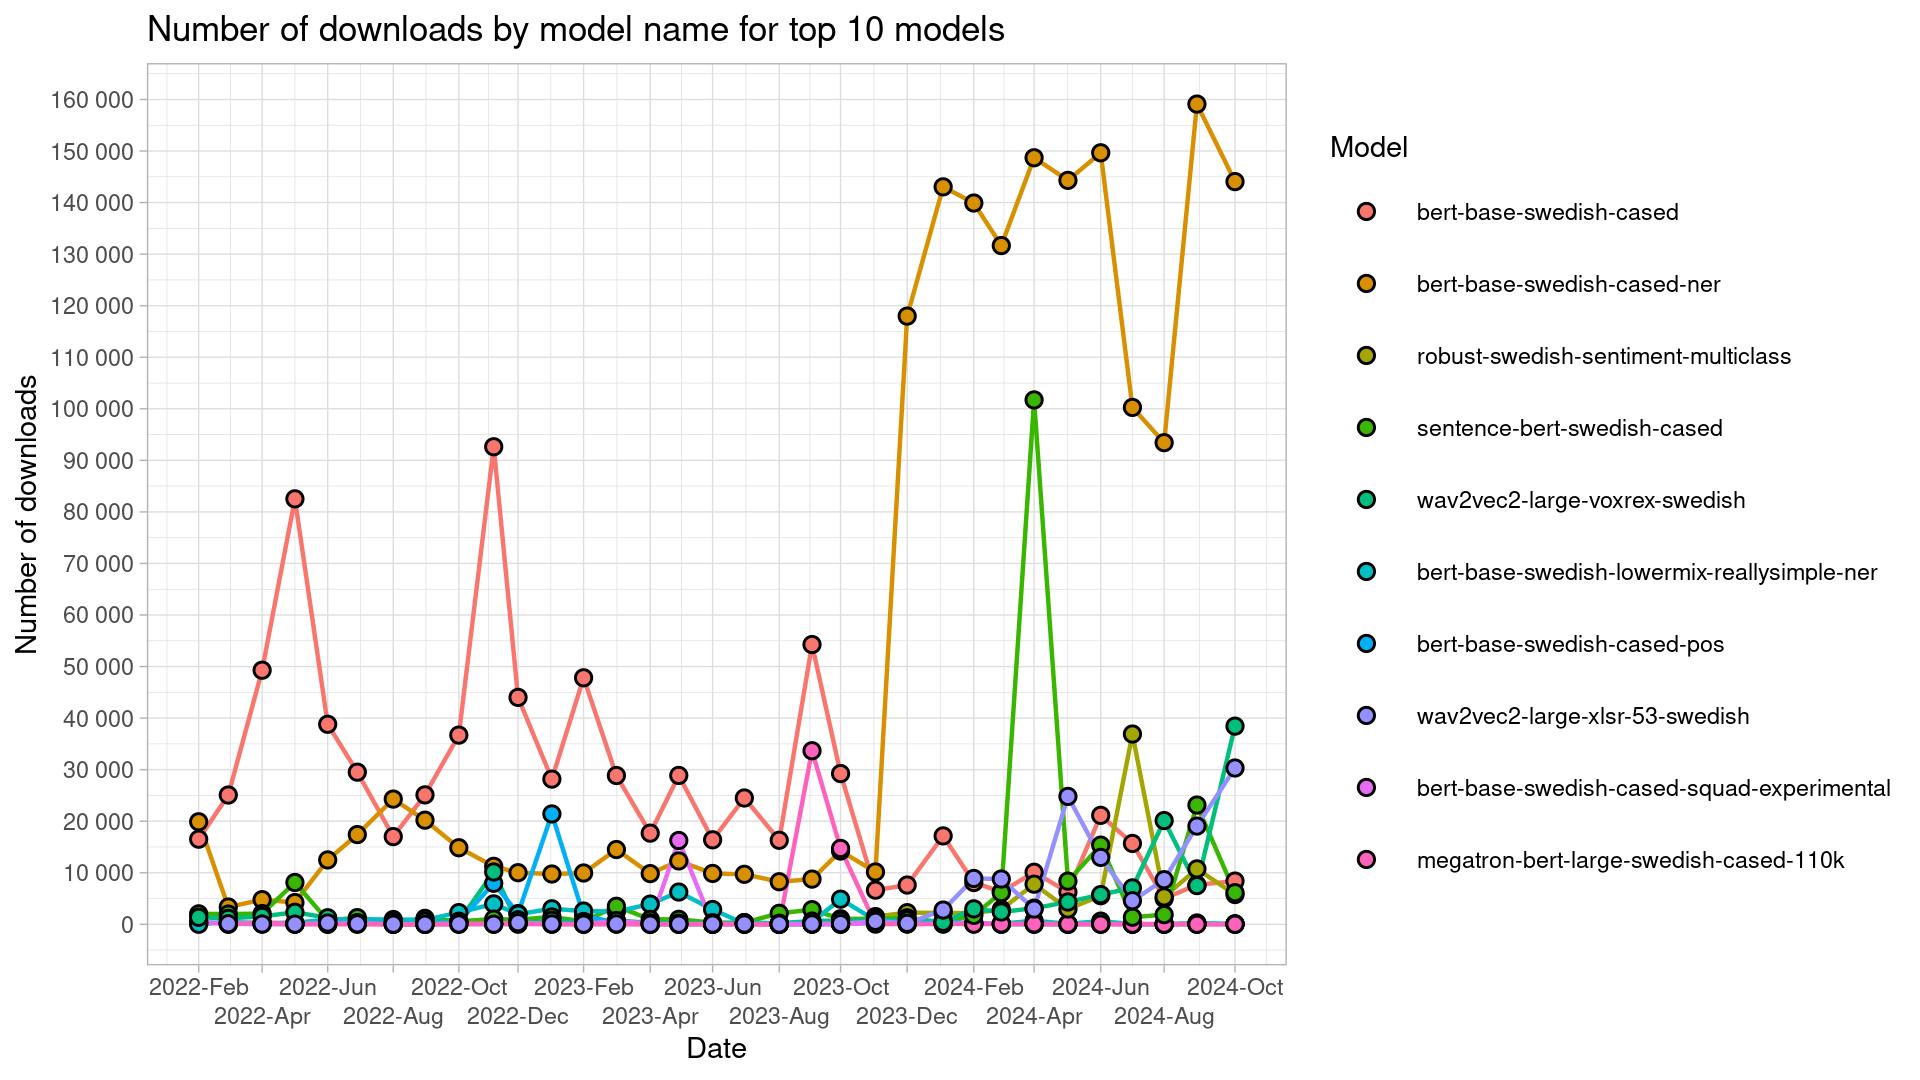 Number of downloads by model name for top 10 models
Number of downloads
160 000
150 000
140 000
130 000
120 000
110 000
100 000
90 000
80 000
70 000
60 000
50 000
40 000
30 000
20 000
10 000
0
2022-Feb
2022-Apr
2022-Jun
2022-Aug
2022-Oct
2022-Dec
2023-Feb
2023-Apr
2023-Jun
2023-Aug
2023-Oct
2023-Dec
2024-Feb
2024-Apr
2024-Jun
2024-Aug
2024-Oct
Date
Model
bert-base-swedish-cased
bert-base-swedish-cased-ner
robust-swedish-sentiment-multiclass
sentence-bert-swedish-cased
wav2vec2-large-voxrex-swedish
bert-base-swedish-lowermix-reallysimple-ner
bert-base-swedish-cased-pos
wav2vec2-large-xlsr-53-swedish
bert-base-swedish-cased-squad-experimental
megatron-bert-large-swedish-cased-110k